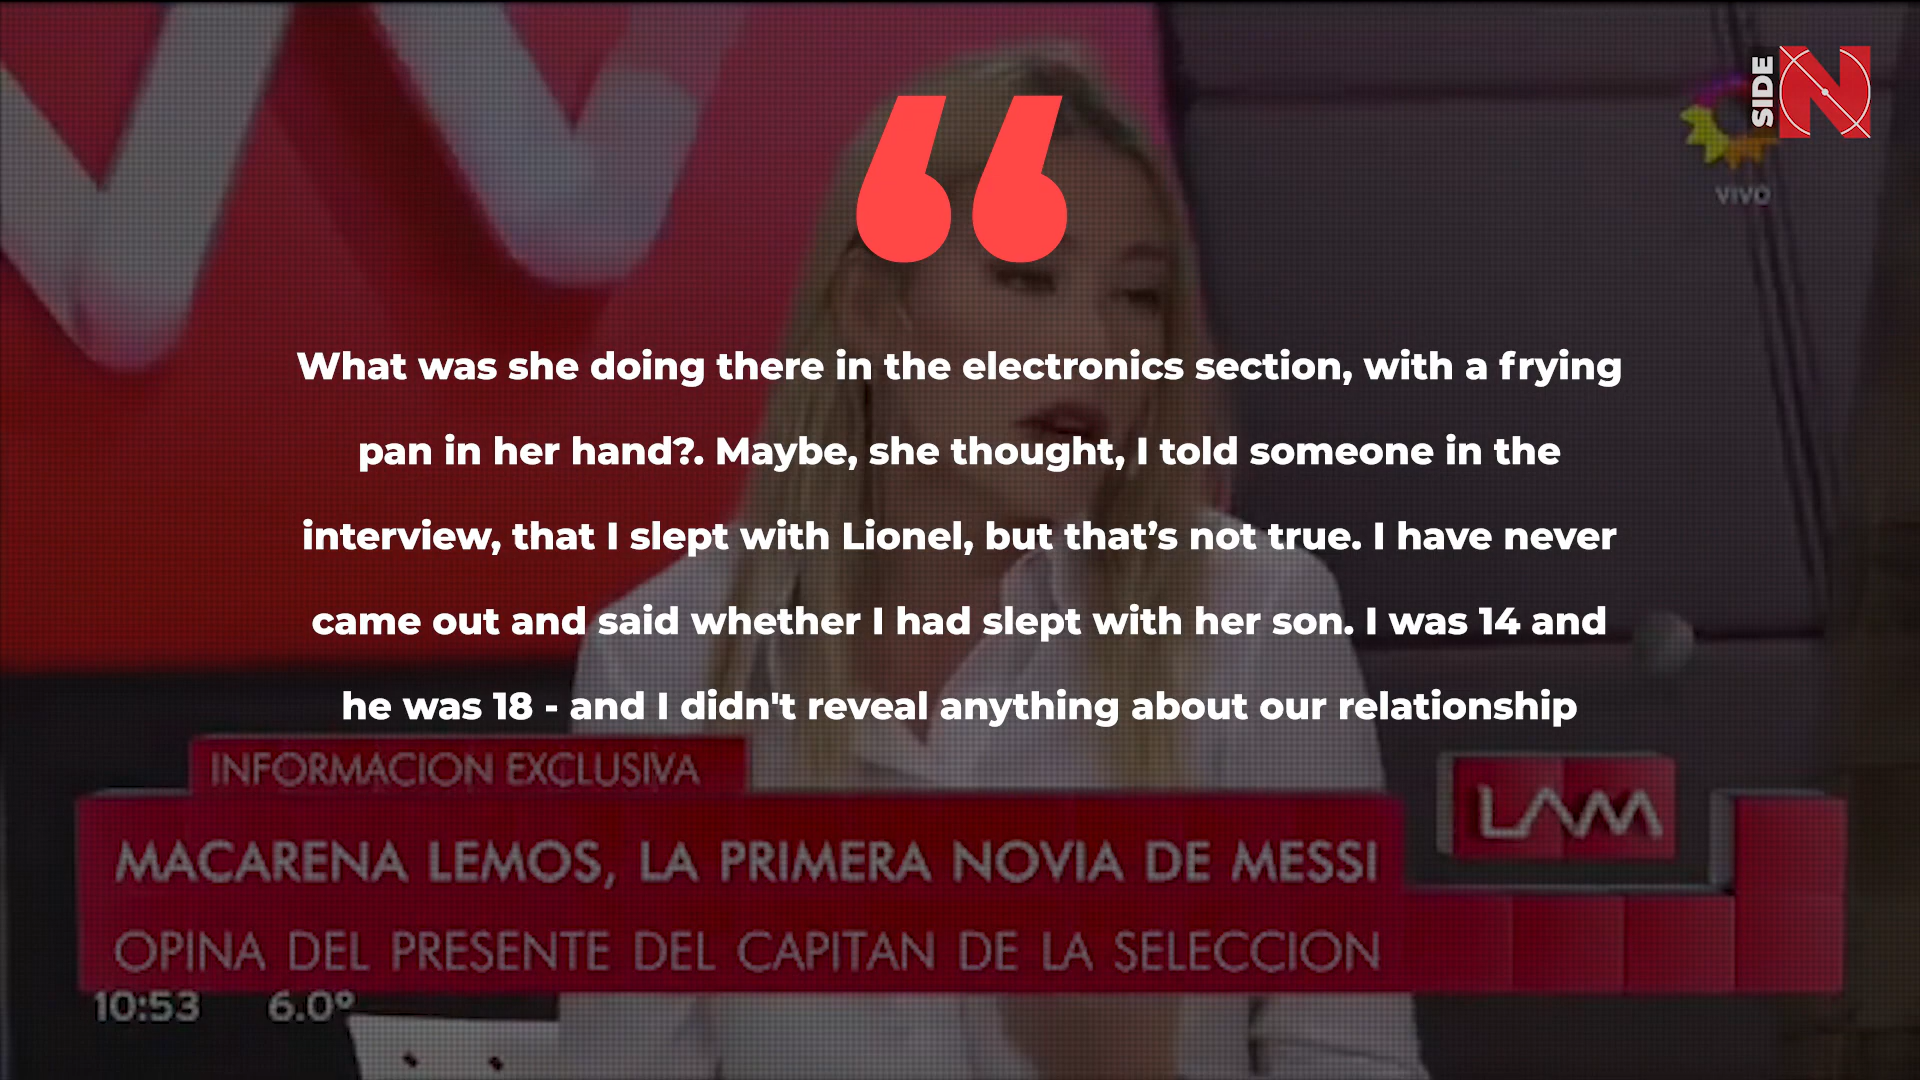 SIDE N
VIVO
“
What was she doing there in the electronics section, with a frying
pan in her hand?. Maybe, she thought, I told someone in the
interview, that I slept with Lionel, but that’s not true. I have never
came out and said whether I had slept with her son. I was 14 and
he was 18 - and I didn't reveal anything about our relationship
INFORMACION EXCLUSIVA
LAM
MACARENA LEMOS, LA PRIMERA NOVIA DE MESSI
OPINA DEL PRESENTE DEL CAPITAN DE LA SELECCION
10:53 6.0°